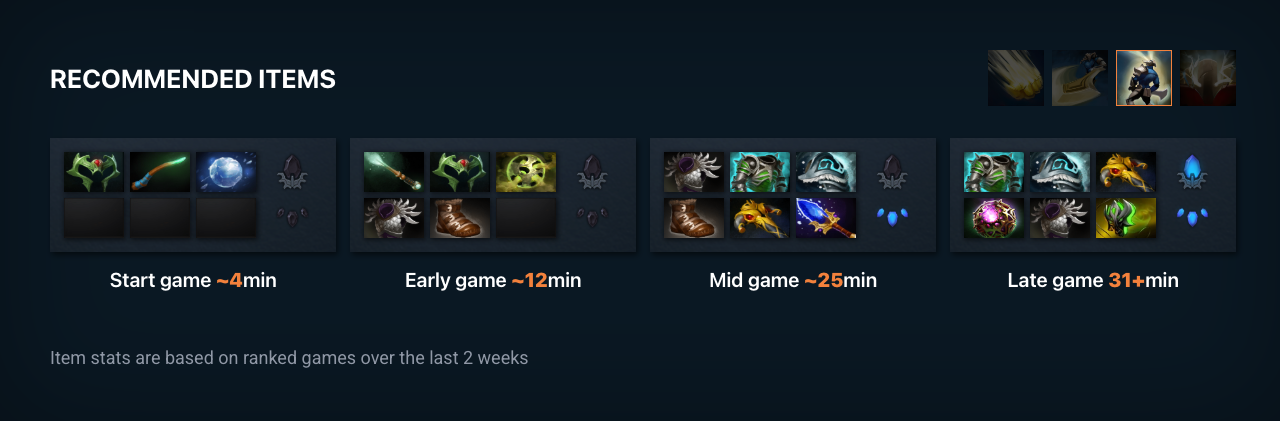 RECOMMENDED ITEMS
Start game ~4min
Early game ~12min
Mid game ~25min
Late game 31+min
Item stats are based on ranked games over the last 2 weeks